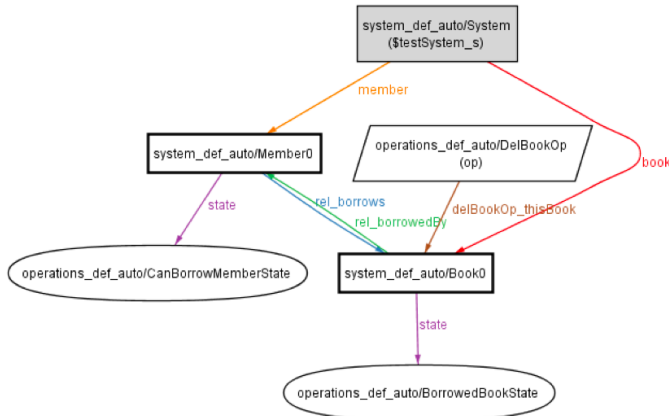 system_def_auto/System
($testSystem_s)
member
system_def_auto/Member0
operations_def_auto/DelBookOp
(op)
book
state
rel_borrows
rel_borrowedBy
delBookOp_thisBook
operations_def_auto/CanBorrowMemberState
system_def_auto/Book0
state
operations_def_auto/BorrowedBookState